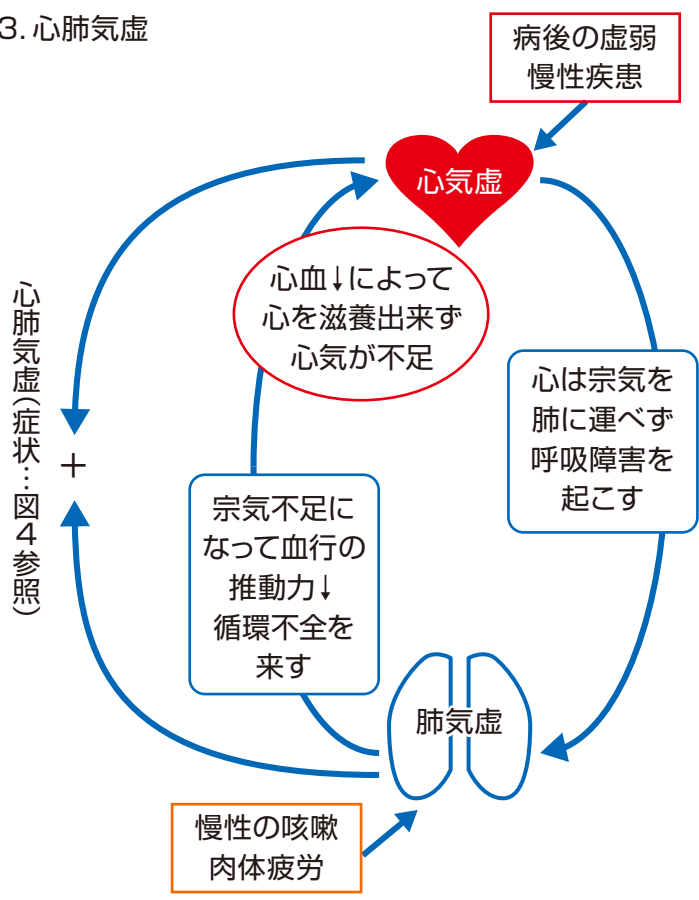 3. 心肺気虚
病後の虚弱
慢性疾患
心気虚
心血↓によって
心を滋養出来ず
心気が不足
心は宗気を
肺に運べず
呼吸障害を
起こす
心肺気虚(症状…図4参照)
+
宗気不足に
なって血行の
推動力↓
循環不全を
来す
肺気虚
慢性の咳嗽
肉体疲労